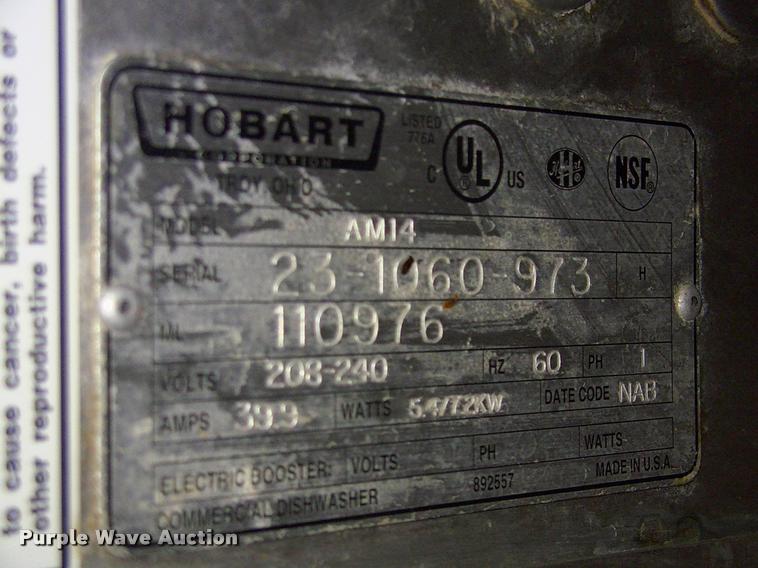 to cause cancer, birth defects or
other reproductive harm.
HOBART
CORPORATION
TROY, OHIO
LISTED
776A
C UL US
H
NSF
MODEL AM14
SERIAL 23-1060-973 H
ML 110976
VOLTS 208-240 HZ 60 PH 1
AMPS 39.9 WATTS 5.4/7.2KW DATE CODE NAB
ELECTRIC BOOSTER: VOLTS PH WATTS
COMMERCIAL DISHWASHER 892557 MADE IN U.S.A.
Purple Wave Auction